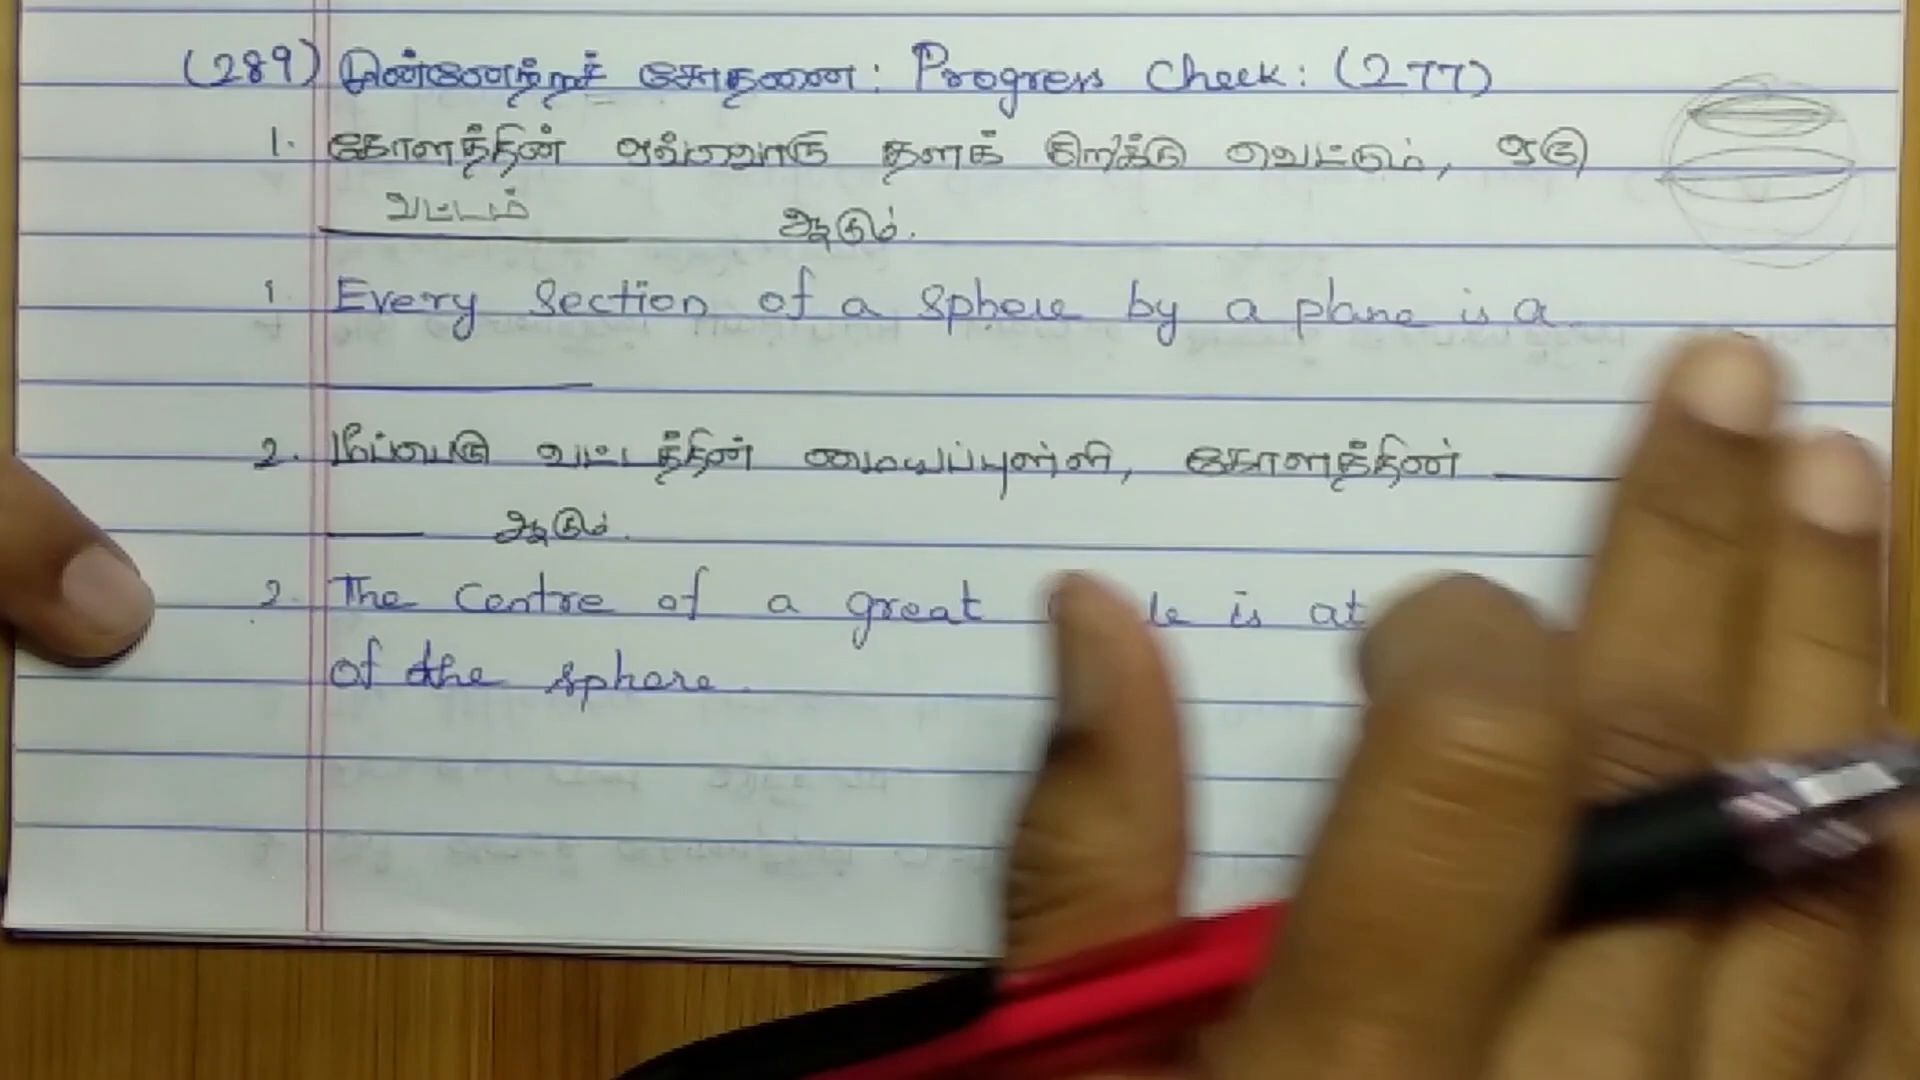 (289) முன்னேற்றச் சோதனை: Progress Check: (277)
1. கோளத்தின் ஒவ்வொரு தளக் குறுக்கு வெட்டும், ஒரு
வட்டம் ஆகும்.
1. Every Section of a Sphere by a plane is a
2. மீப்பெரு வட்டத்தின் மையப்புள்ளி, கோளத்தின்
ஆகும்.
2. The Centre of a great is at
of the sphere.